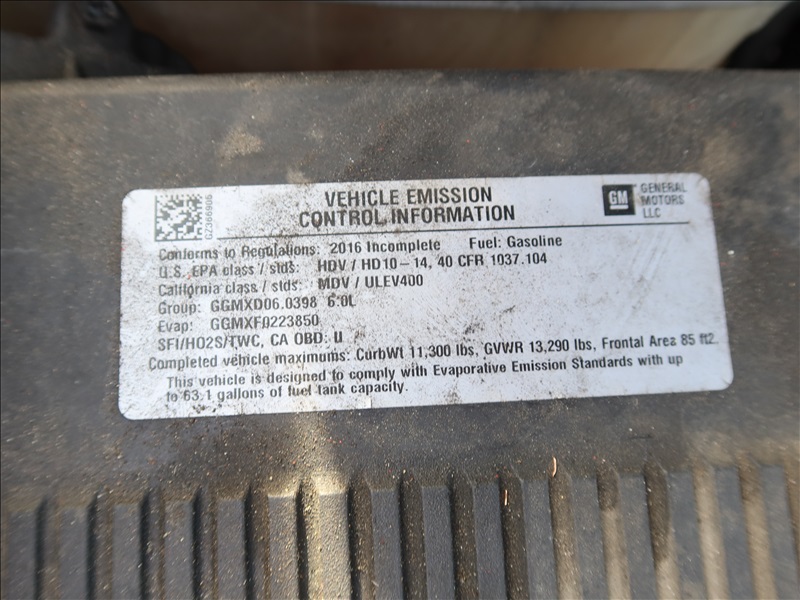 VEHICLE EMISSION
CONTROL INFORMATION
GM
GENERAL
MOTORS
LLC
Conforms to Regulations: 2016 Incomplete Fuel: Gasoline
U.S. EPA class / stds: HDV / HD10-14, 40 CFR 1037.104
California class / stds: MDV / ULEV400
Group: GGMXD06.0398 6.0L
Evap: GGMXF0223850
SFI/HO2S/TWC, CA OBD: II
Completed vehicle maximums: CurbWt 11,300 lbs, GVWR 13,290 lbs, Frontal Area 85 ft2.
This vehicle is designed to comply with Evaporative Emission Standards with up
to 63.1 gallons of fuel tank capacity.